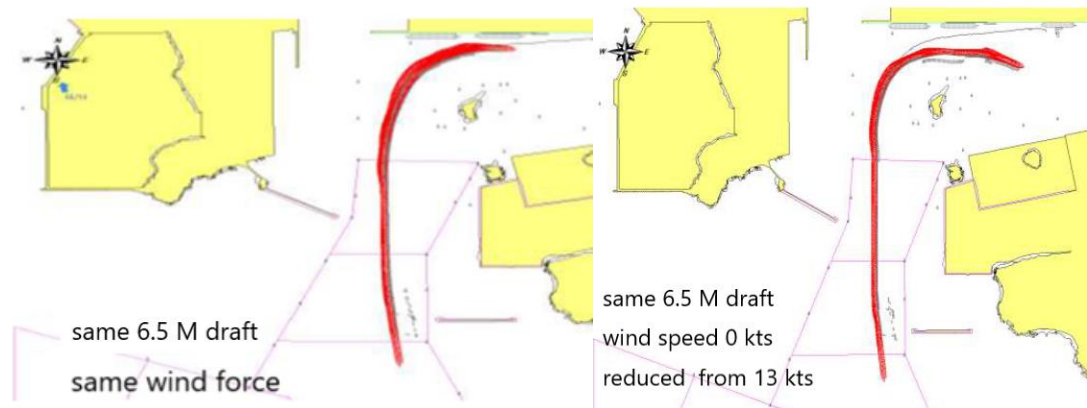 N
W E
S
same 6.5 M draft
same wind force
N
W E
S
same 6.5 M draft
wind speed 0 kts
reduced from 13 kts